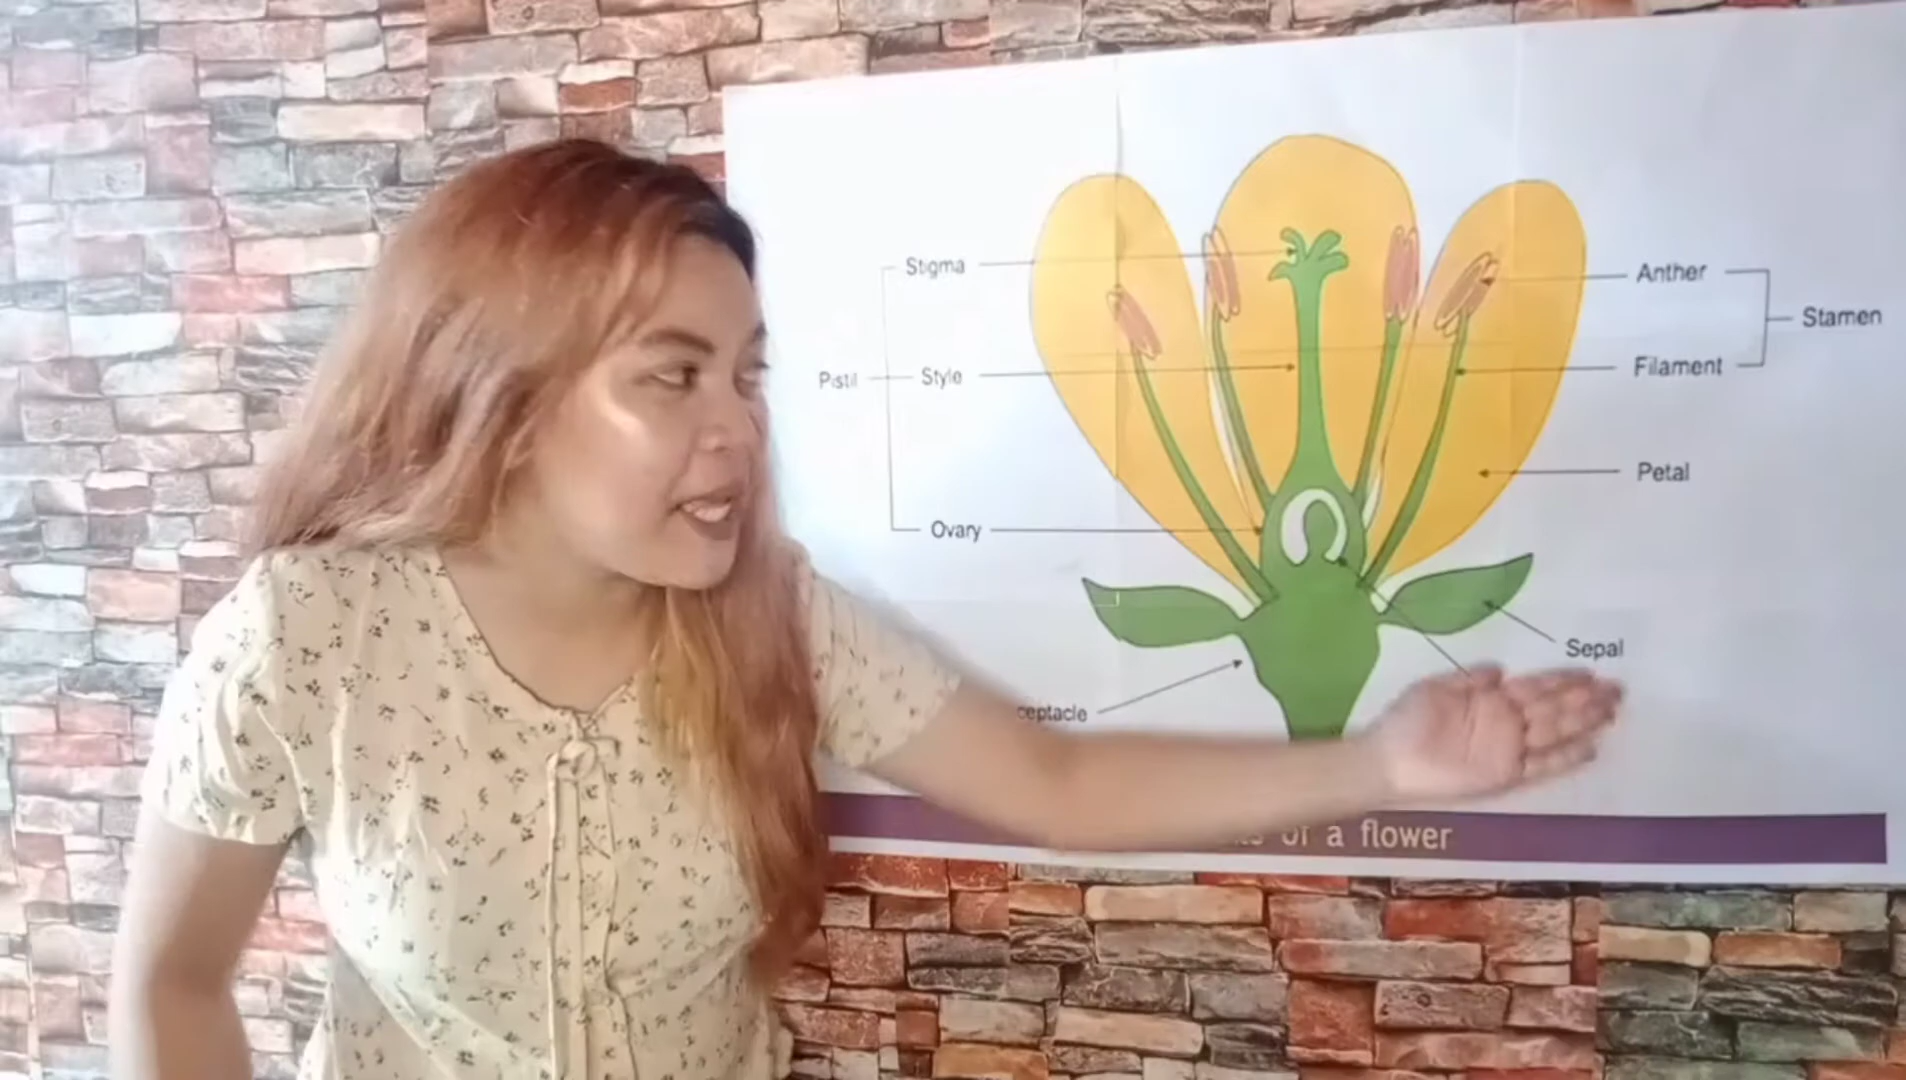 Stigma
Anther
Stamen
Pistil
Style
Filament
Petal
Ovary
Sepal
ceptacle
of a flower